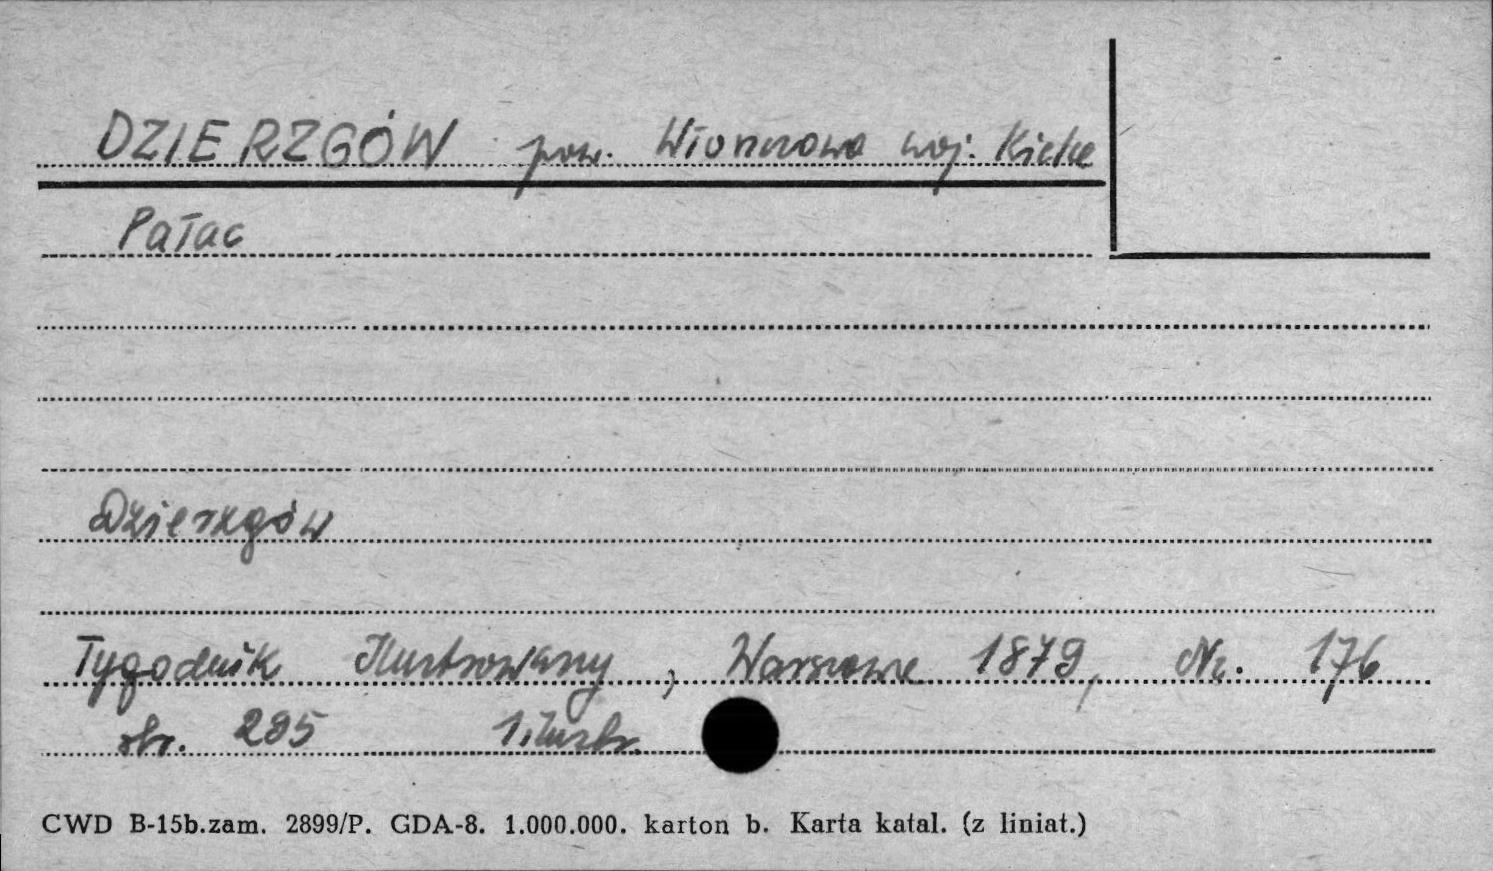 DZIERZGÓW pow. Włoszczowa woj. Kielce
Pałac
Dzierzgów
Tygodnik Ilustrowany, Warszawa 1879, Nr. 176
str. 295 1. ilustr.
CWD B-15b.zam. 2899/P. GDA-8. 1.000.000. karton b. Karta katal. (z liniat.)